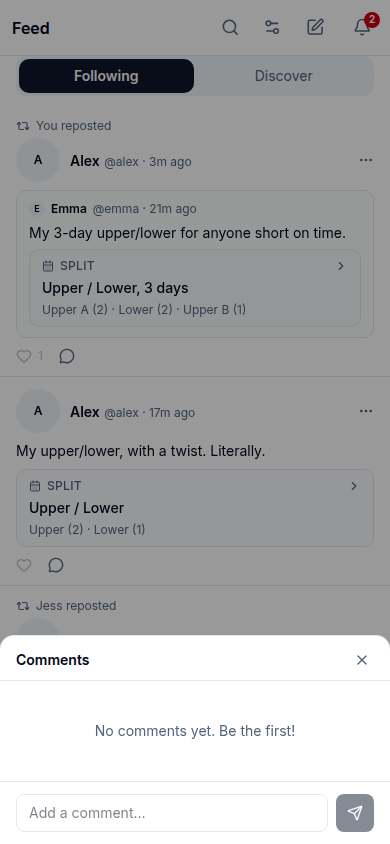 Feed
2
Following
Discover
You reposted
A
Alex @alex · 3m ago
E Emma @emma · 21m ago
My 3-day upper/lower for anyone short on time.
SPLIT
Upper / Lower, 3 days
Upper A (2) · Lower (2) · Upper B (1)
1
A
Alex @alex · 17m ago
My upper/lower, with a twist. Literally.
SPLIT
Upper / Lower
Upper (2) · Lower (1)
Jess reposted
Comments
No comments yet. Be the first!
Add a comment...